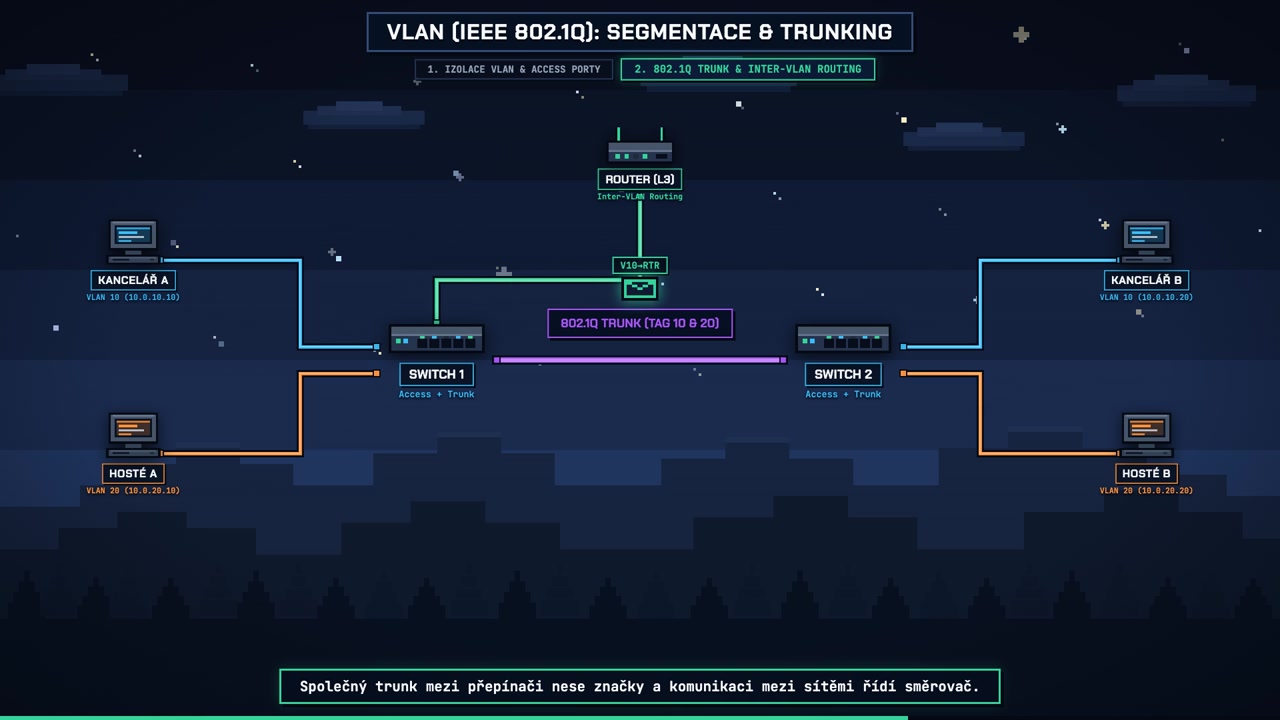 VLAN (IEEE 802.1Q): SEGMENTACE & TRUNKING
1. IZOLACE VLAN & ACCESS PORTY
2. 802.1Q TRUNK & INTER-VLAN ROUTING
ROUTER (L3)
Inter-VLAN Routing
V10→RTR
KANCELÁŘ A
VLAN 10 (10.0.10.10)
KANCELÁŘ B
VLAN 10 (10.0.10.20)
802.1Q TRUNK (TAG 10 & 20)
SWITCH 1
Access + Trunk
SWITCH 2
Access + Trunk
HOSTÉ A
VLAN 20 (10.0.20.10)
HOSTÉ B
VLAN 20 (10.0.20.20)
Společný trunk mezi přepínači nese značky a komunikaci mezi sítěmi řídí směrovač.